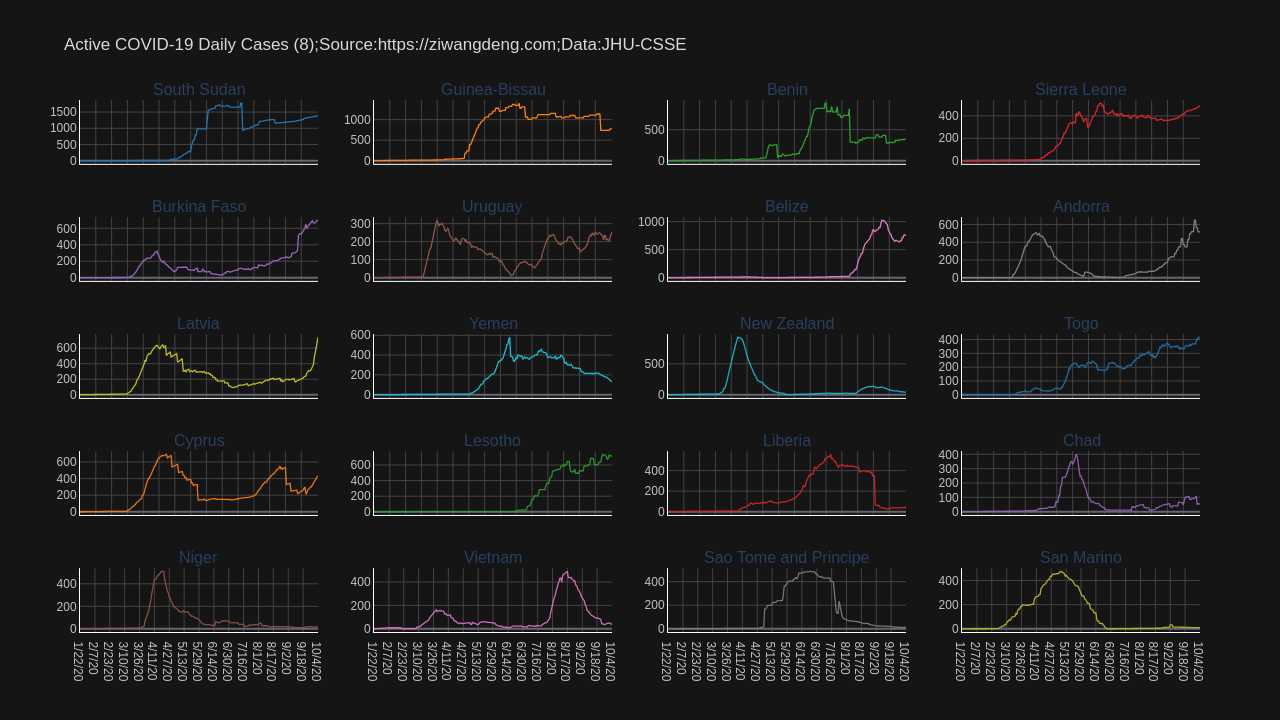 Active COVID-19 Daily Cases (8);Source:https://ziwangdeng.com;Data:JHU-CSSE
South Sudan Guinea-Bissau Benin Sierra Leone
1500 1000 500 0
1000 500 0
500 0
400 200 0
Burkina Faso Uruguay Belize Andorra
600 400 200 0
300 200 100 0
1000 500 0
600 400 200 0
Latvia Yemen New Zealand Togo
600 400 200 0
600 400 200 0
500 0
400 300 200 100 0
Cyprus Lesotho Liberia Chad
600 400 200 0
600 400 200 0
400 200 0
400 300 200 100 0
Niger Vietnam Sao Tome and Principe San Marino
400 200 0
400 200 0
400 200 0
400 200 0
1/22/20 2/7/20 2/23/20 3/10/20 3/26/20 4/11/20 4/27/20 5/13/20 5/29/20 6/14/20 6/30/20 7/16/20 8/1/20 8/17/20 9/2/20 9/18/20 10/4/20
1/22/20 2/7/20 2/23/20 3/10/20 3/26/20 4/11/20 4/27/20 5/13/20 5/29/20 6/14/20 6/30/20 7/16/20 8/1/20 8/17/20 9/2/20 9/18/20 10/4/20
1/22/20 2/7/20 2/23/20 3/10/20 3/26/20 4/11/20 4/27/20 5/13/20 5/29/20 6/14/20 6/30/20 7/16/20 8/1/20 8/17/20 9/2/20 9/18/20 10/4/20
1/22/20 2/7/20 2/23/20 3/10/20 3/26/20 4/11/20 4/27/20 5/13/20 5/29/20 6/14/20 6/30/20 7/16/20 8/1/20 8/17/20 9/2/20 9/18/20 10/4/20